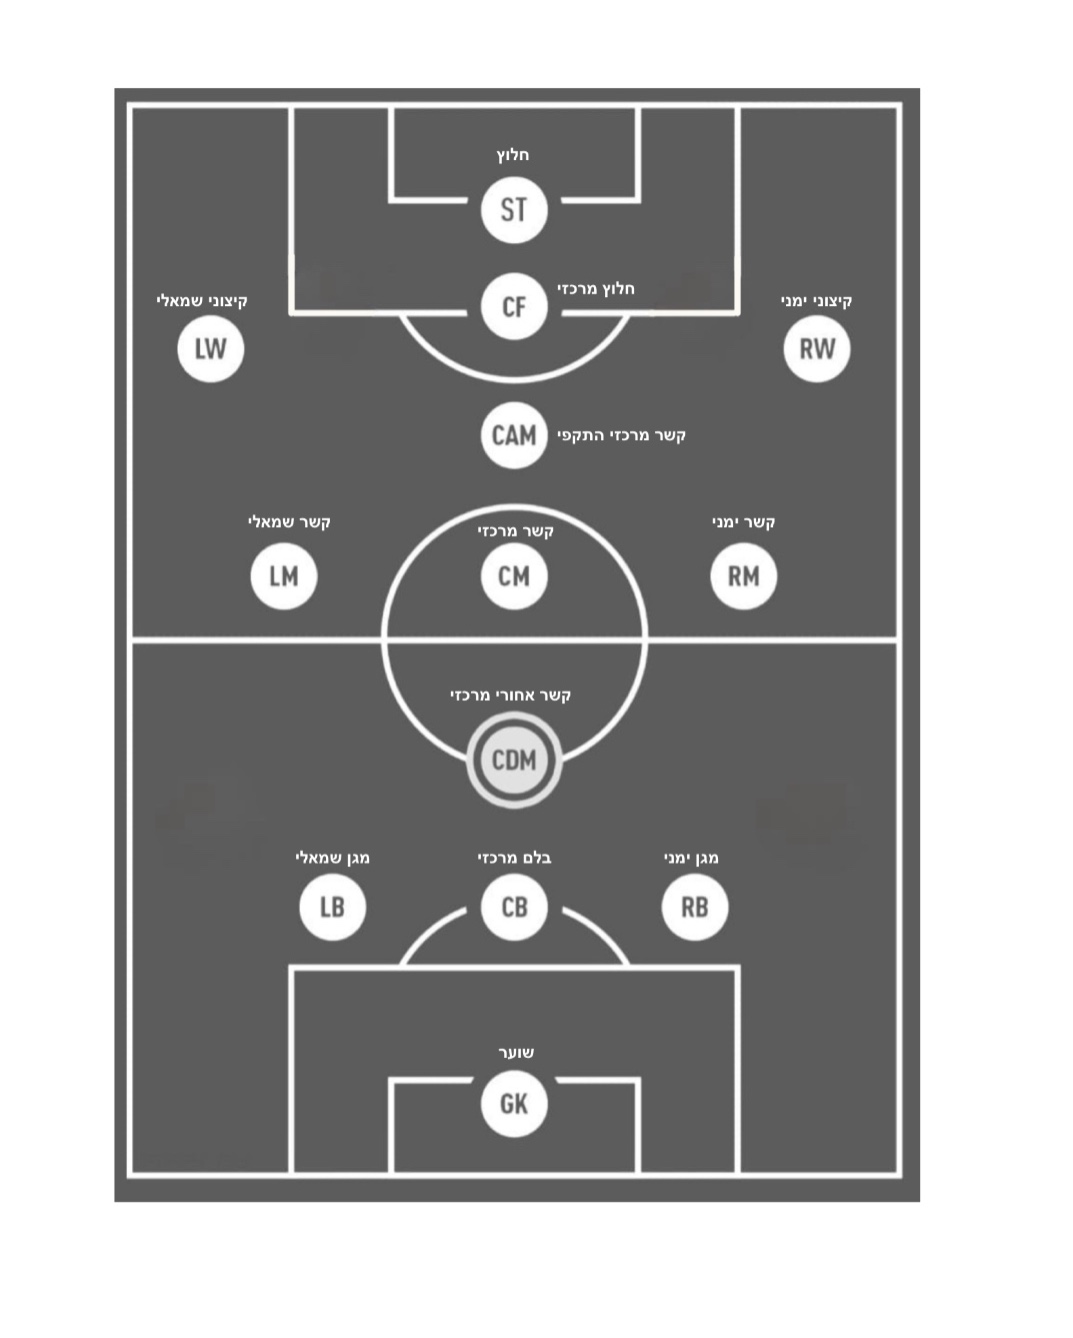 חלוץ
ST
CF
חלוץ מרכזי
קיצוני שמאלי
קיצוני ימני
LW
RW
CAM
קשר מרכזי התקפי
קשר שמאלי
קשר מרכזי
קשר ימני
LM
CM
RM
קשר אחורי מרכזי
CDM
מגן שמאלי
בלם מרכזי
מגן ימני
LB
CB
RB
שוער
GK